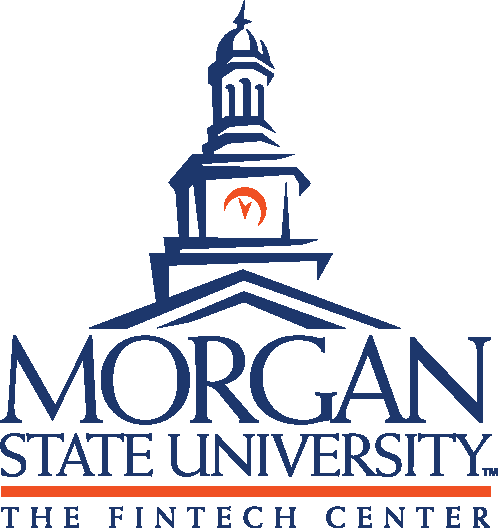 MORGAN
STATE UNIVERSITY™
THE FINTECH CENTER